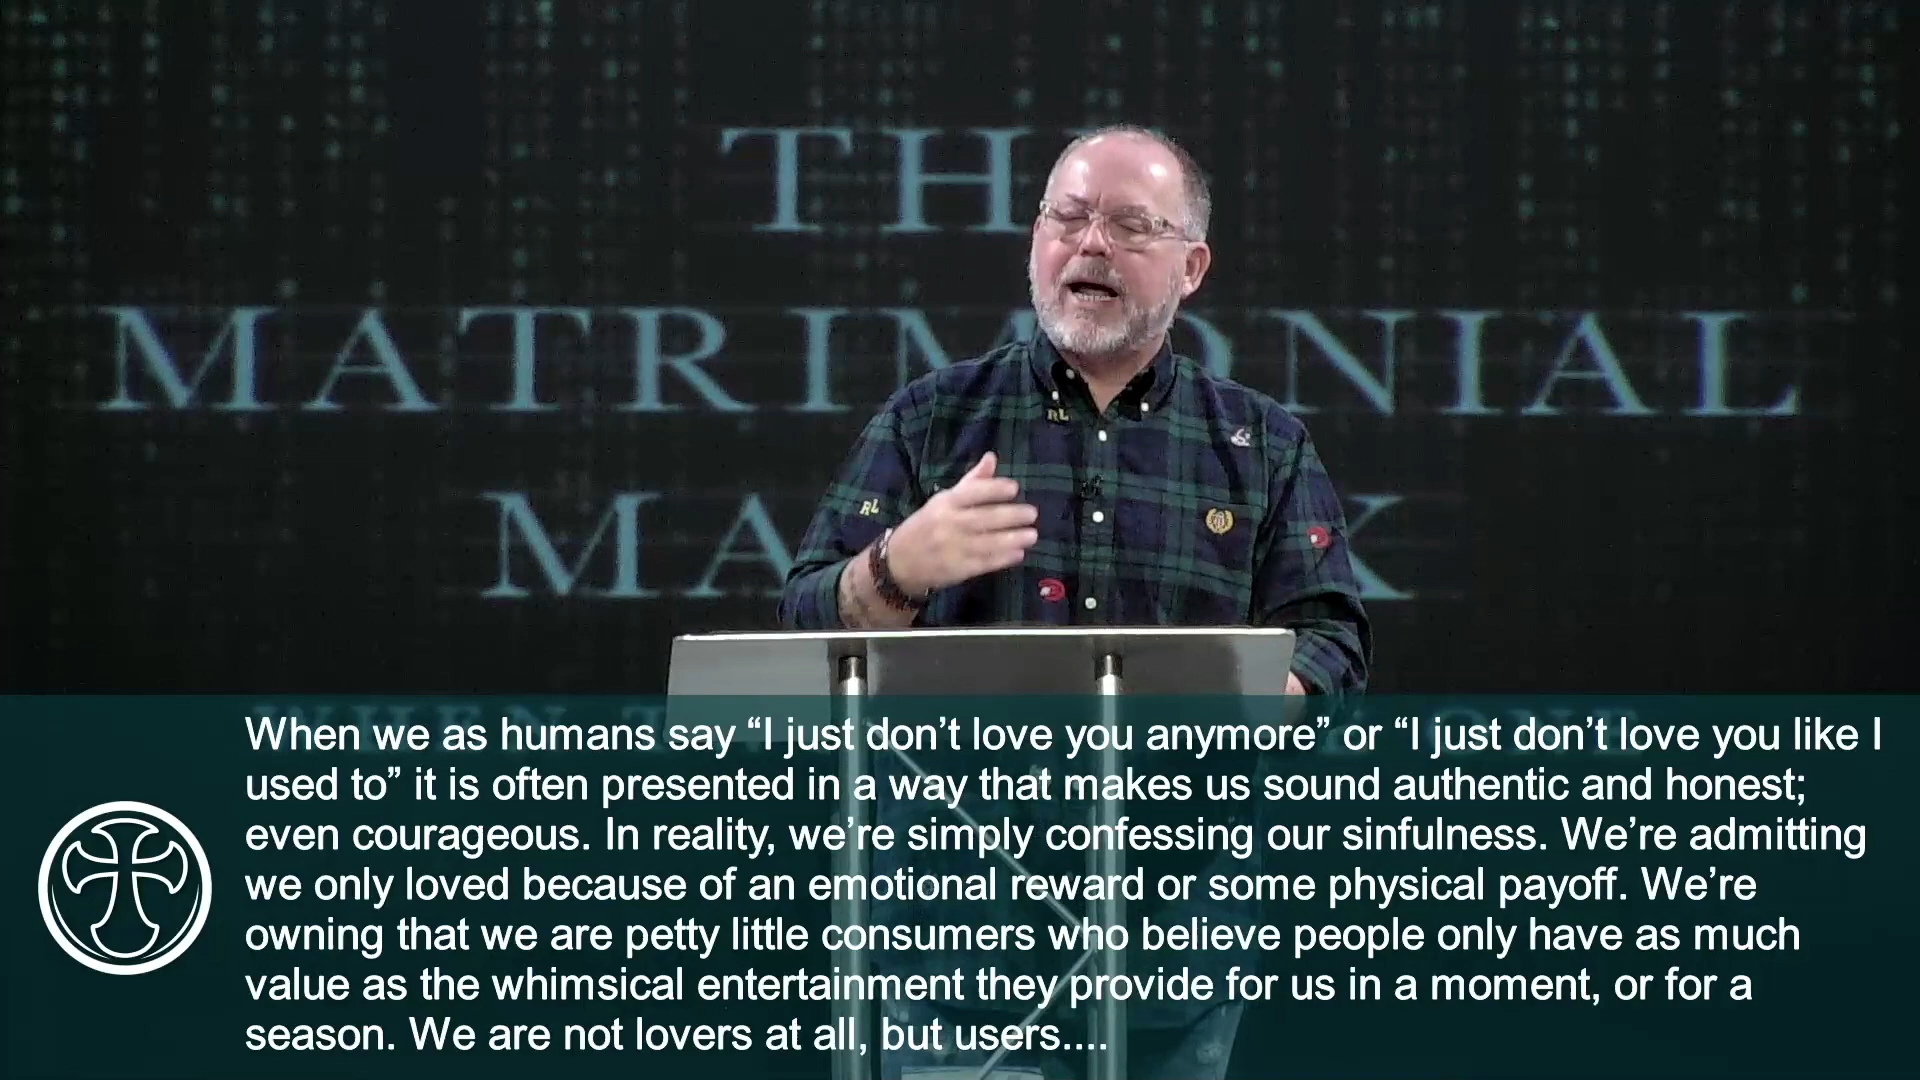 TH
MATRIMONIAL
MA
RL
RL
When we as humans say “I just don’t love you anymore” or “I just don’t love you like I
used to” it is often presented in a way that makes us sound authentic and honest;
even courageous. In reality, we’re simply confessing our sinfulness. We’re admitting
we only loved because of an emotional reward or some physical payoff. We’re
owning that we are petty little consumers who believe people only have as much
value as the whimsical entertainment they provide for us in a moment, or for a
season. We are not lovers at all, but users....